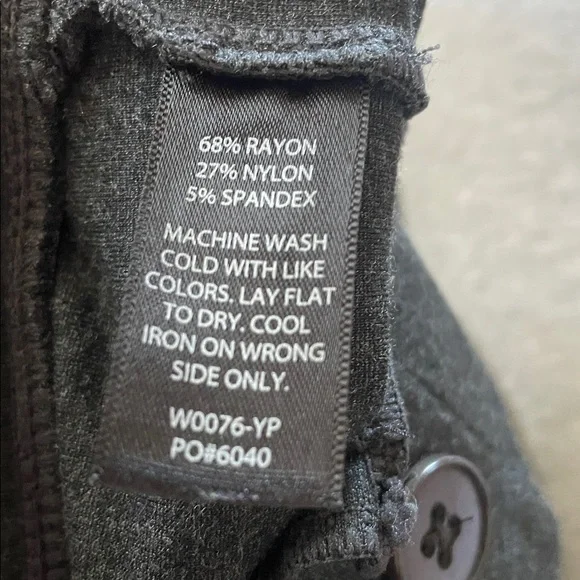 68% RAYON
27% NYLON
5% SPANDEX
MACHINE WASH
COLD WITH LIKE
COLORS. LAY FLAT
TO DRY. COOL
IRON ON WRONG
SIDE ONLY.
W0076-YP
PO#6040